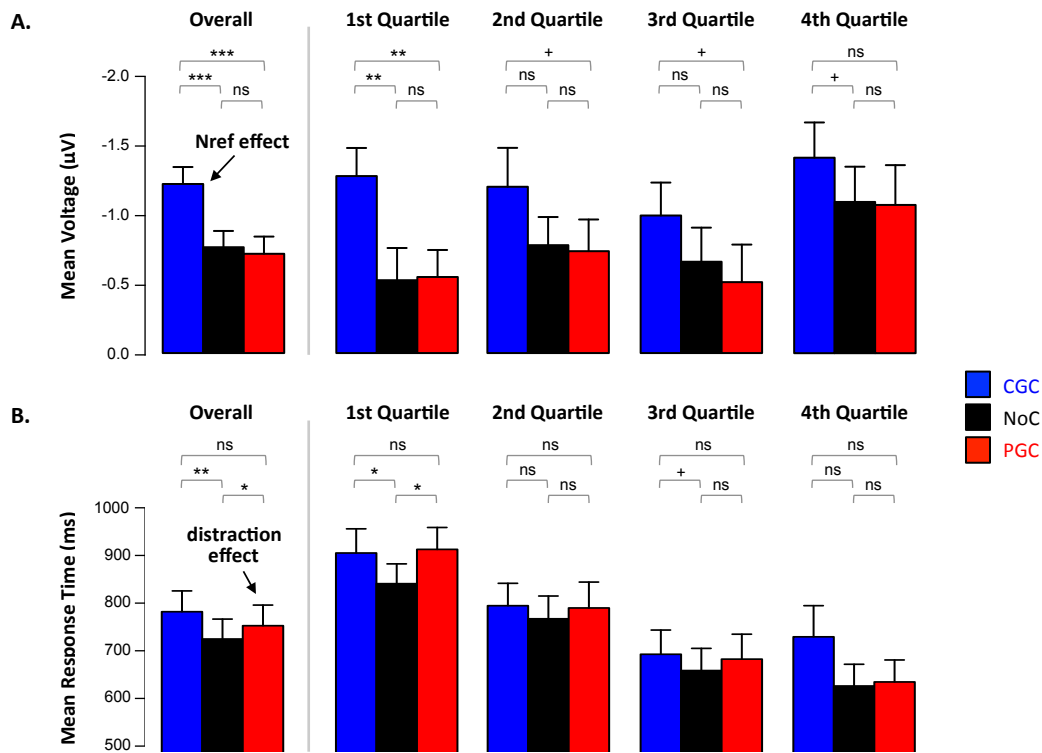 A.
Overall 1st Quartile 2nd Quartile 3rd Quartile 4th Quartile
*** ** + + ns
*** ** ns ns +
ns ns ns ns ns
Mean Voltage (µV)
-2.0
-1.5
-1.0
-0.5
0.0
Nref effect
CGC
NoC
PGC
B.
Overall 1st Quartile 2nd Quartile 3rd Quartile 4th Quartile
ns ns ns ns ns
** * ns + ns
* * ns ns ns
Mean Response Time (ms)
1000
900
800
700
600
500
distraction
effect